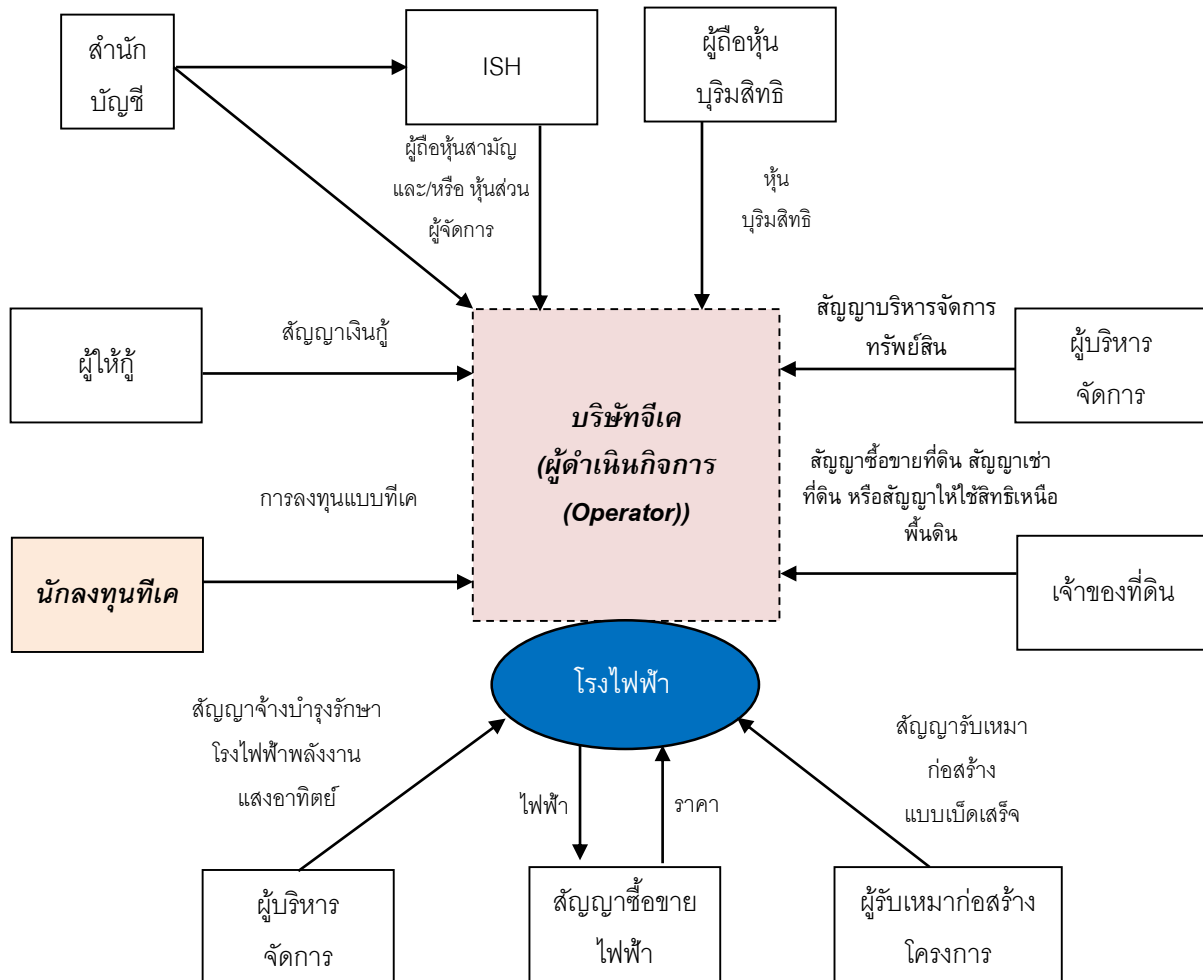 สำนัก
บัญชี
ISH
ผู้ถือหุ้น
บุริมสิทธิ
ผู้ถือหุ้นสามัญ
และ/หรือ หุ้นส่วน
ผู้จัดการ
หุ้น
บุริมสิทธิ
ผู้ให้กู้
สัญญาเงินกู้
สัญญาบริหารจัดการ
ทรัพย์สิน
ผู้บริหาร
จัดการ
บริษัทจีเค
(ผู้ดำเนินกิจการ
(Operator))
การลงทุนแบบทีเค
นักลงทุนทีเค
สัญญาซื้อขายที่ดิน สัญญาเช่า
ที่ดิน หรือสัญญาให้ใช้สิทธิเหนือ
พื้นดิน
เจ้าของที่ดิน
โรงไฟฟ้า
สัญญาจ้างบำรุงรักษา
โรงไฟฟ้าพลังงาน
แสงอาทิตย์
ไฟฟ้า
ราคา
สัญญารับเหมา
ก่อสร้าง
แบบเบ็ดเสร็จ
ผู้บริหาร
จัดการ
สัญญาซื้อขาย
ไฟฟ้า
ผู้รับเหมาก่อสร้าง
โครงการ